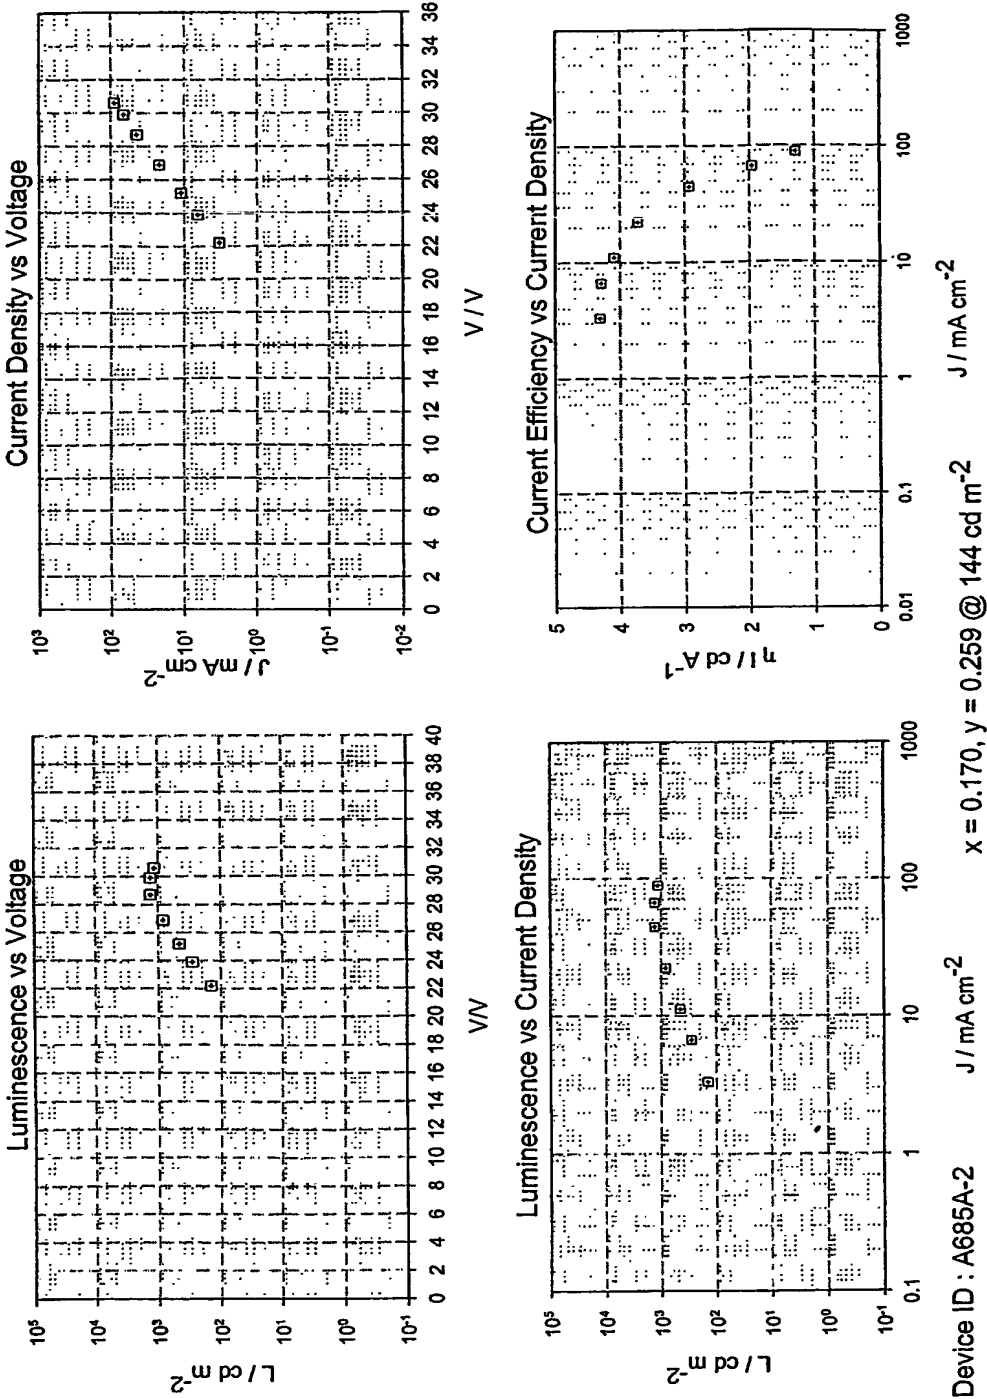 Luminescence vs Voltage
L / cd m⁻²
10⁵
10⁴
10³
10²
10¹
10⁰
10⁻¹
0 2 4 6 8 10 12 14 16 18 20 22 24 26 28 30 32 34 36 38 40
V/V
Current Density vs Voltage
J / mA cm⁻²
10³
10²
10¹
10⁰
10⁻¹
10⁻²
0 2 4 6 8 10 12 14 16 18 20 22 24 26 28 30 32 34 36
V / V
Luminescence vs Current Density
L / cd m⁻²
10⁵
10⁴
10³
10²
10¹
10⁰
10⁻¹
0.1 1 10 100 1000
J / mA cm⁻²
Current Efficiency vs Current Density
η I / cd A⁻¹
5
4
3
2
1
0
0.01 0.1 1 10 100 1000
J / mA cm⁻²
Device ID : A685A-2
x = 0.170, y = 0.259 @ 144 cd m⁻²